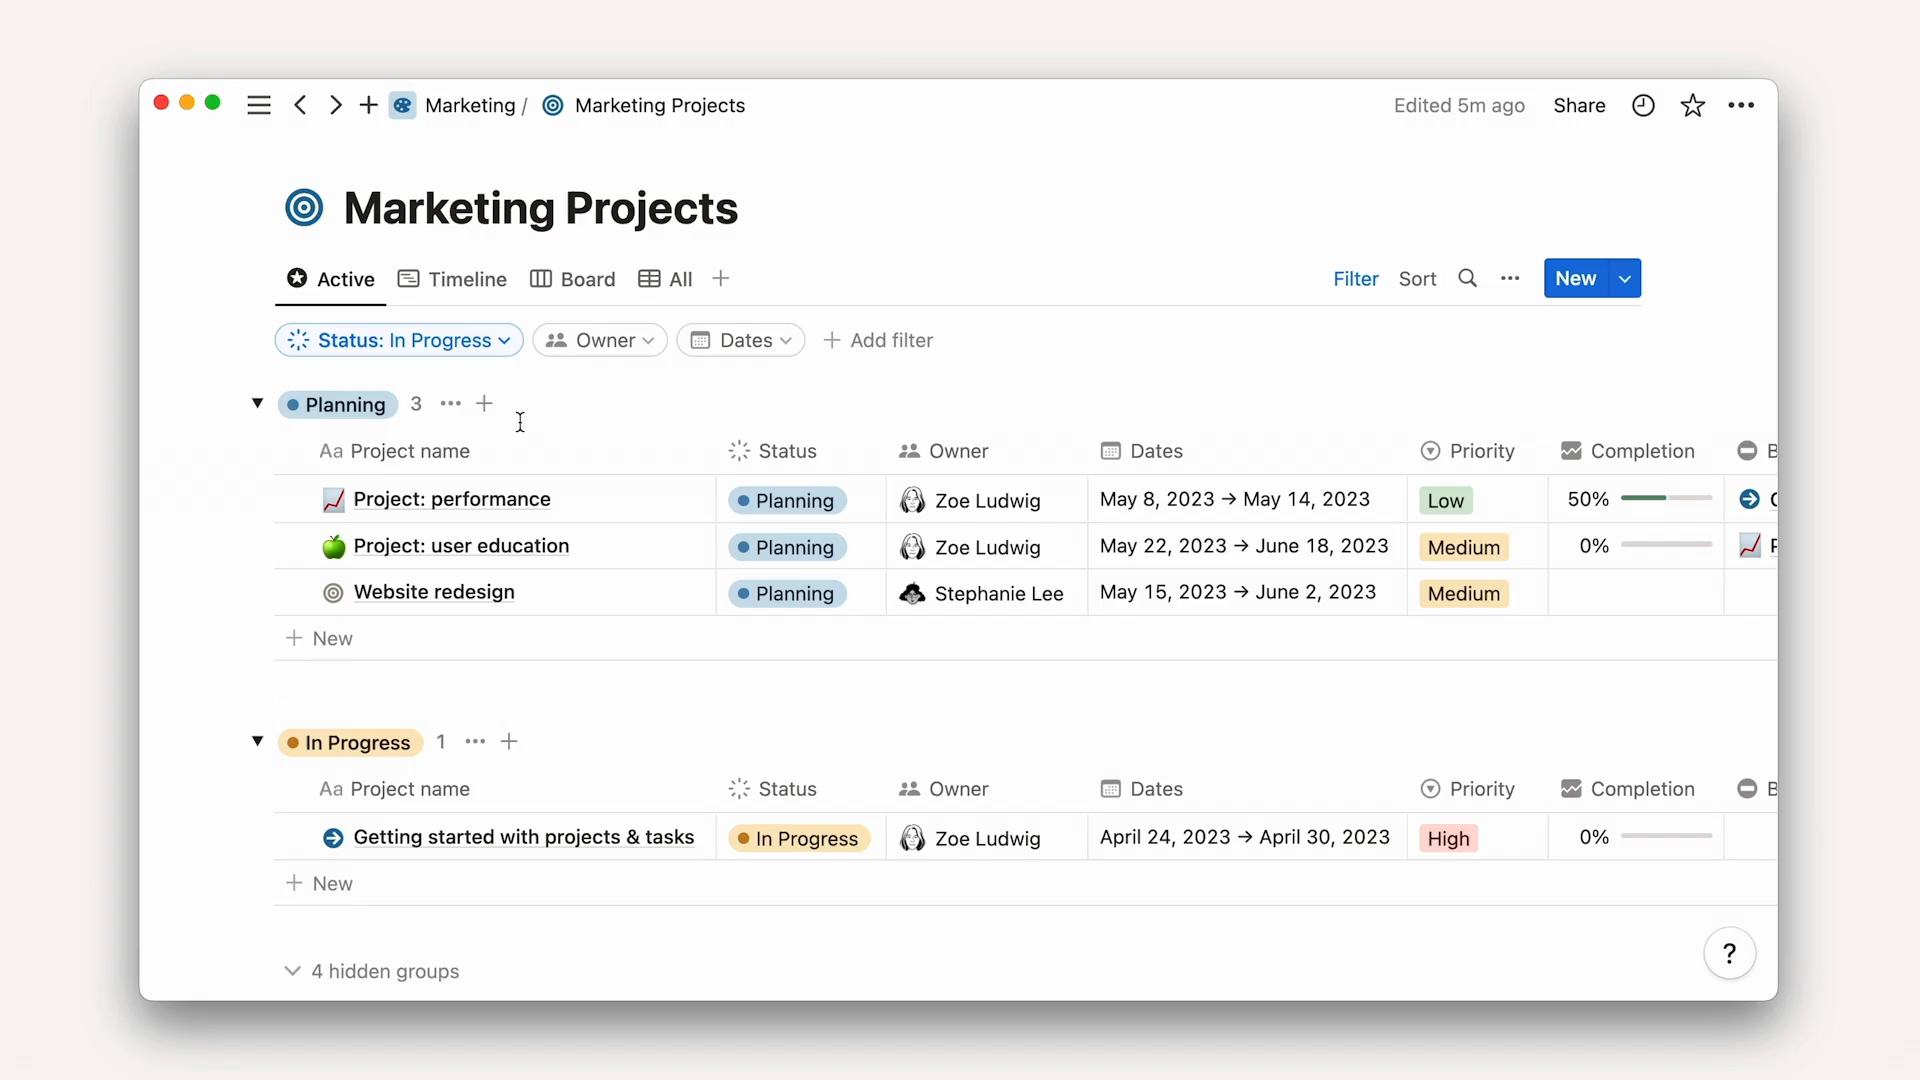 Marketing / Marketing Projects Edited 5m ago Share
Marketing Projects
Active Timeline Board All Filter Sort New
Status: In Progress Owner Dates Add filter
Planning 3
Aa Project name Status Owner Dates Priority Completion B
Project: performance Planning Zoe Ludwig May 8, 2023 → May 14, 2023 Low 50%
Project: user education Planning Zoe Ludwig May 22, 2023 → June 18, 2023 Medium 0%
Website redesign Planning Stephanie Lee May 15, 2023 → June 2, 2023 Medium
+ New
In Progress 1
Aa Project name Status Owner Dates Priority Completion B
Getting started with projects & tasks In Progress Zoe Ludwig April 24, 2023 → April 30, 2023 High 0%
+ New
4 hidden groups
?